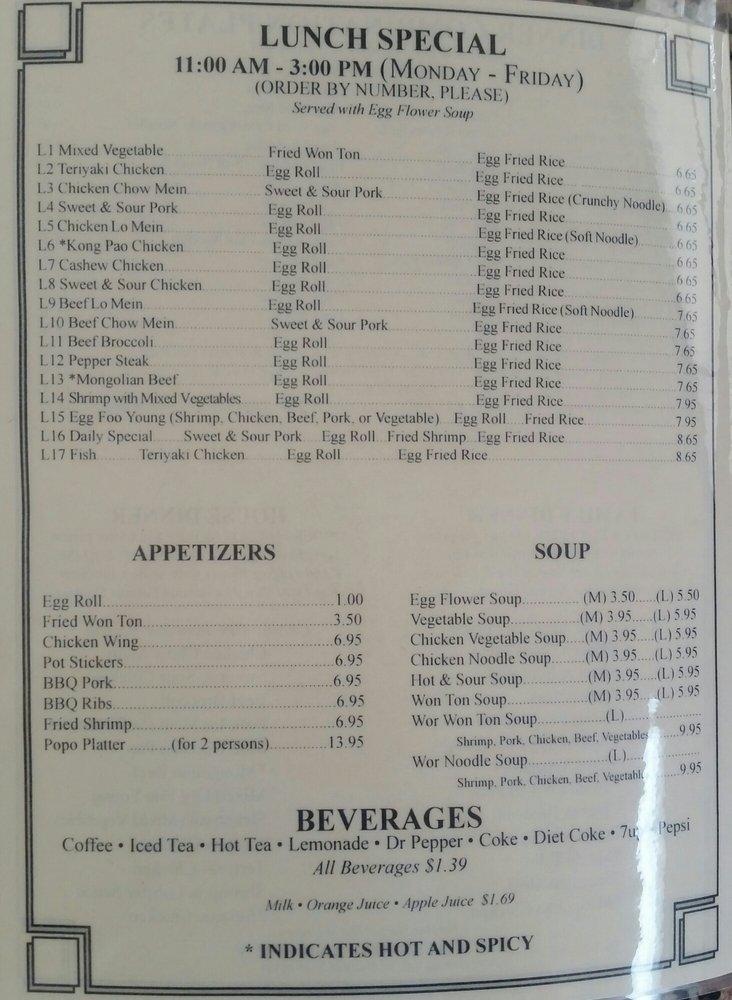 LUNCH SPECIAL
11:00 AM - 3:00 PM (MONDAY - FRIDAY)
(ORDER BY NUMBER, PLEASE)
Served with Egg Flower Soup
L1 Mixed Vegetable Fried Won Ton Egg Fried Rice 6.65
L2 Teriyaki Chicken Egg Roll Egg Fried Rice 6.65
L3 Chicken Chow Mein Sweet & Sour Pork Egg Fried Rice (Crunchy Noodle) 6.65
L4 Sweet & Sour Pork Egg Roll Egg Fried Rice 6.65
L5 Chicken Lo Mein Egg Roll Egg Fried Rice (Soft Noodle) 6.65
L6 *Kong Pao Chicken Egg Roll Egg Fried Rice 6.65
L7 Cashew Chicken Egg Roll Egg Fried Rice 6.65
L8 Sweet & Sour Chicken Egg Roll Egg Fried Rice 6.65
L9 Beef Lo Mein Egg Roll Egg Fried Rice (Soft Noodle) 7.65
L10 Beef Chow Mein Sweet & Sour Pork Egg Fried Rice 7.65
L11 Beef Broccoli Egg Roll Egg Fried Rice 7.65
L12 Pepper Steak Egg Roll Egg Fried Rice 7.65
L13 *Mongolian Beef Egg Roll Egg Fried Rice 7.65
L14 Shrimp with Mixed Vegetables Egg Roll Egg Fried Rice 7.95
L15 Egg Foo Young (Shrimp, Chicken, Beef, Pork, or Vegetable) Egg Roll Fried Rice 7.95
L16 Daily Special Sweet & Sour Pork Egg Roll Fried Shrimp Egg Fried Rice 8.65
L17 Fish Teriyaki Chicken Egg Roll Egg Fried Rice 8.65
APPETIZERS
Egg Roll 1.00
Fried Won Ton 3.50
Chicken Wing 6.95
Pot Stickers 6.95
BBQ Pork 6.95
BBQ Ribs 6.95
Fried Shrimp 6.95
Popo Platter (for 2 persons) 13.95
SOUP
Egg Flower Soup (M) 3.50 (L) 5.50
Vegetable Soup (M) 3.95 (L) 5.95
Chicken Vegetable Soup (M) 3.95 (L) 5.95
Chicken Noodle Soup (M) 3.95 (L) 5.95
Hot & Sour Soup (M) 3.95 (L) 5.95
Won Ton Soup (M) 3.95 (L) 5.95
Wor Won Ton Soup (L)
Shrimp, Pork, Chicken, Beef, Vegetables 9.95
Wor Noodle Soup (L)
Shrimp, Pork, Chicken, Beef, 9.95
BEVERAGES
Coffee • Iced Tea • Hot Tea • Lemonade • Dr Pepper • Coke • Diet Coke • Pepsi
All Beverages $1.39
Milk • Orange Juice • Apple Juice $1.69
* INDICATES HOT AND SPICY